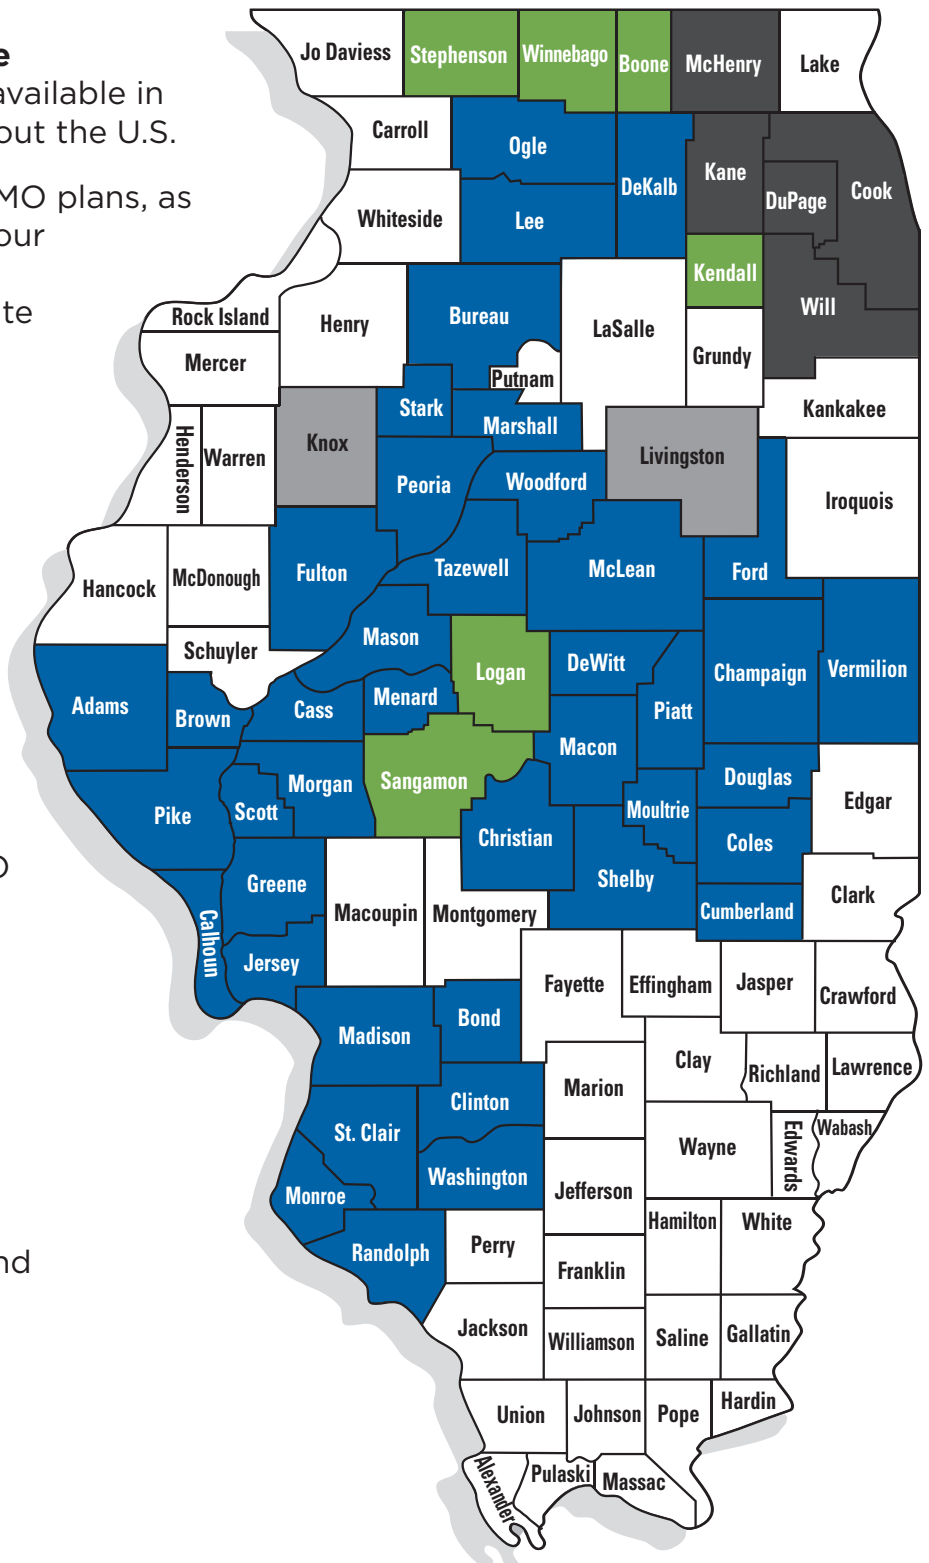 e
available in
out the U.S.
MO plans, as
our
te
O
nd
Jo Daviess
Stephenson
Winnebago
Boone
McHenry
Lake
Carroll
Ogle
DeKalb
Kane
DuPage
Cook
Whiteside
Lee
Kendall
Will
Rock Island
Henry
Bureau
LaSalle
Grundy
Mercer
Putnam
Kankakee
Stark
Marshall
Henderson
Warren
Knox
Livingston
Peoria
Woodford
Iroquois
Hancock
McDonough
Fulton
Tazewell
McLean
Ford
Schuyler
Mason
Logan
DeWitt
Champaign
Vermilion
Adams
Brown
Cass
Menard
Piatt
Macon
Pike
Scott
Morgan
Sangamon
Douglas
Edgar
Christian
Moultrie
Coles
Greene
Shelby
Clark
Calhoun
Macoupin
Montgomery
Cumberland
Jersey
Fayette
Effingham
Jasper
Crawford
Madison
Bond
Clay
Richland
Lawrence
Marion
Clinton
St. Clair
Wayne
Edwards
Wabash
Washington
Jefferson
Monroe
Hamilton
White
Randolph
Perry
Franklin
Jackson
Williamson
Saline
Gallatin
Union
Johnson
Pope
Hardin
Alexander
Pulaski
Massac